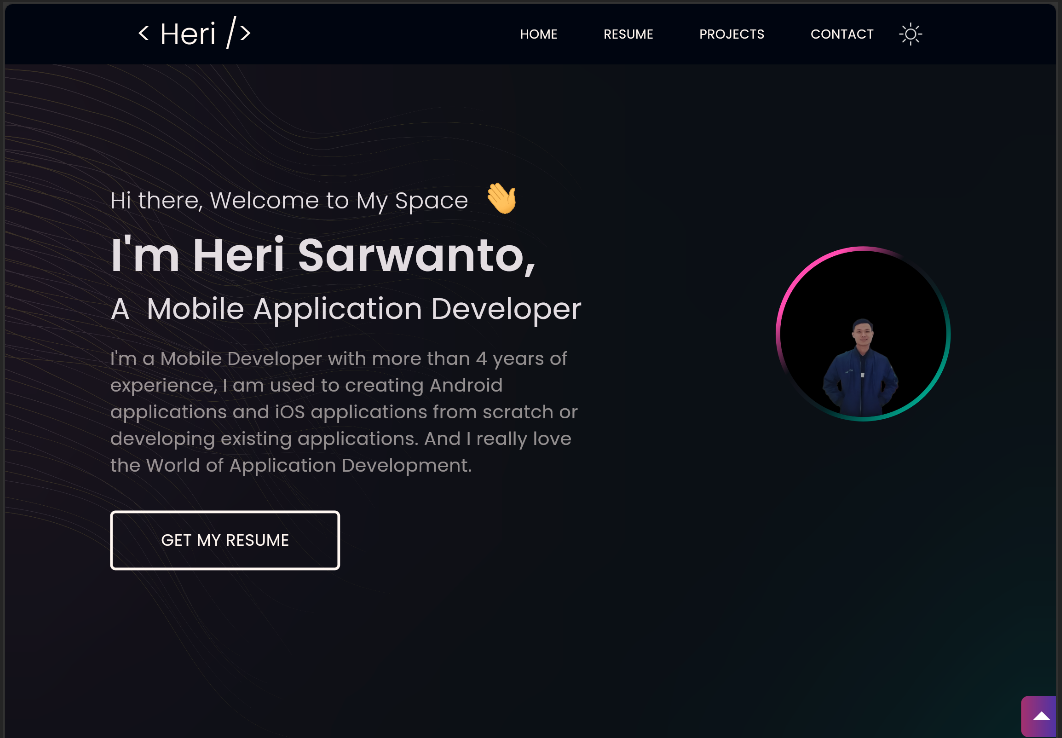 < Heri />
HOME RESUME PROJECTS CONTACT
Hi there, Welcome to My Space 👋
I'm Heri Sarwanto,
A Mobile Application Developer
I'm a Mobile Developer with more than 4 years of
experience, I am used to creating Android
applications and iOS applications from scratch or
developing existing applications. And I really love
the World of Application Development.
GET MY RESUME